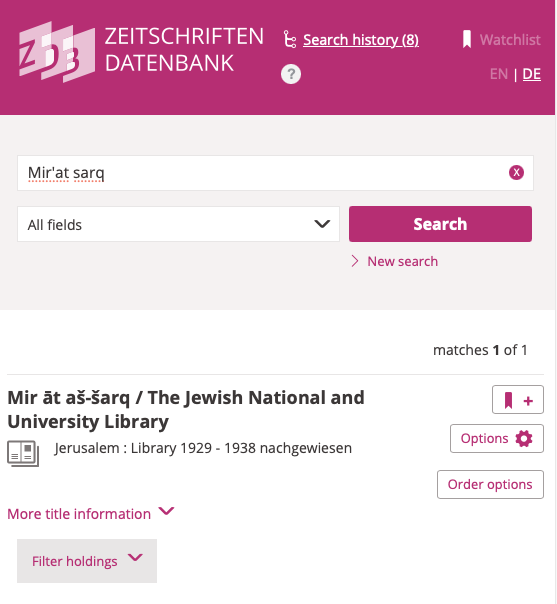 ZDB
ZEITSCHRIFTEN
DATENBANK
Search history (8)
Watchlist
?
EN | DE
Mir'at sarq
X
All fields
Search
New search
matches 1 of 1
Mir āt aš-šarq / The Jewish National and
University Library
Jerusalem : Library 1929 - 1938 nachgewiesen
+
Options
Order options
More title information
Filter holdings